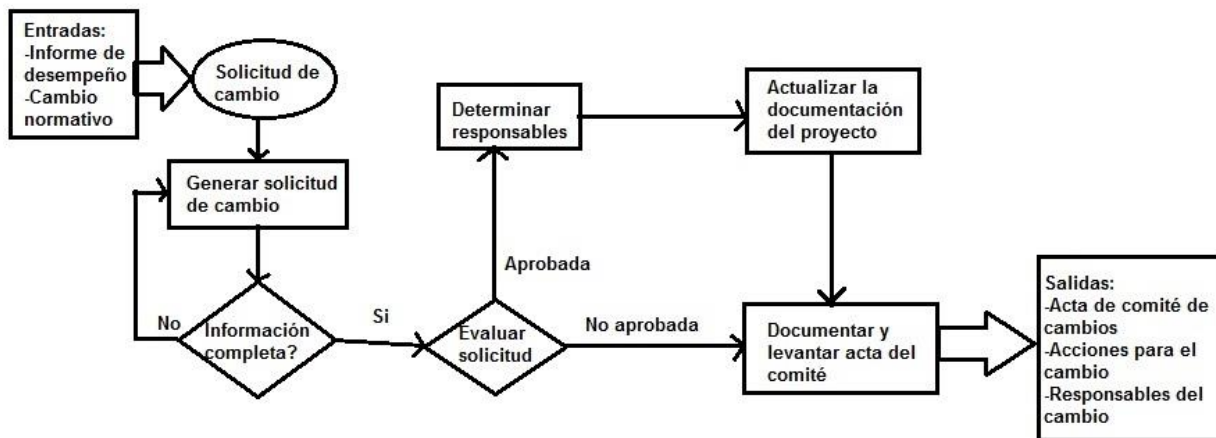 Entradas:
-Informe de
desempeño
-Cambio
normativo
Solicitud de
cambio
Generar solicitud
de cambio
No
Información
completa?
Si
Evaluar
solicitud
Aprobada
No aprobada
Determinar
responsables
Actualizar la
documentación
del proyecto
Documentar y
levantar acta del
comité
Salidas:
-Acta de comité de
cambios
-Acciones para el
cambio
-Responsables del
cambio